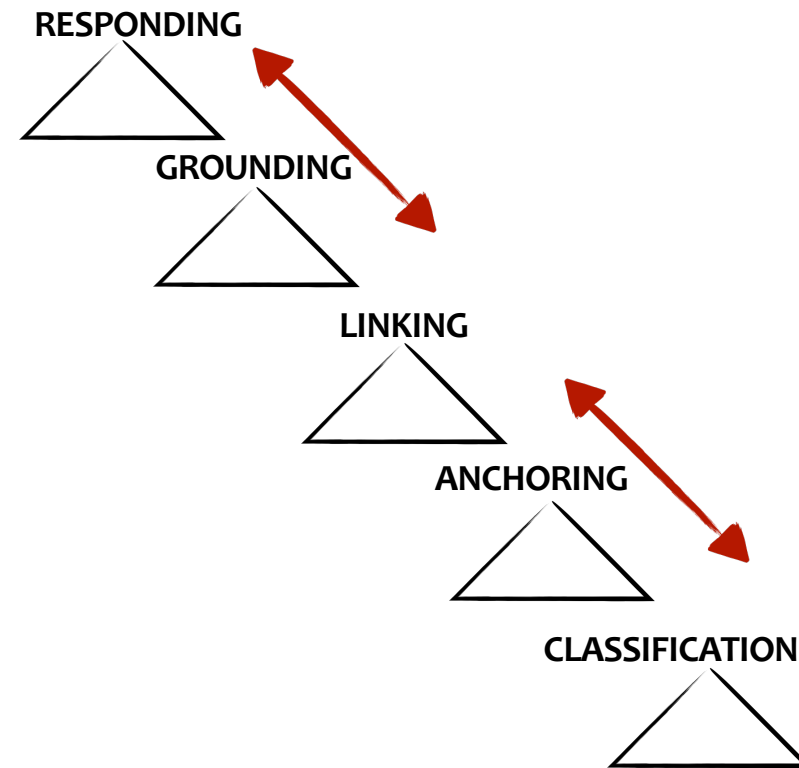 RESPONDING
GROUNDING
LINKING
ANCHORING
CLASSIFICATION